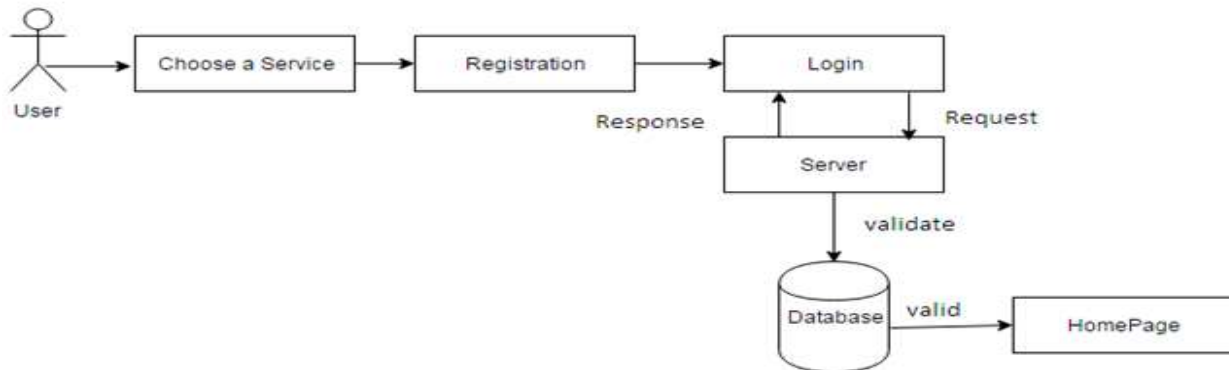 User
Choose a Service
Registration
Login
Response
Request
Server
validate
Database
valid
HomePage